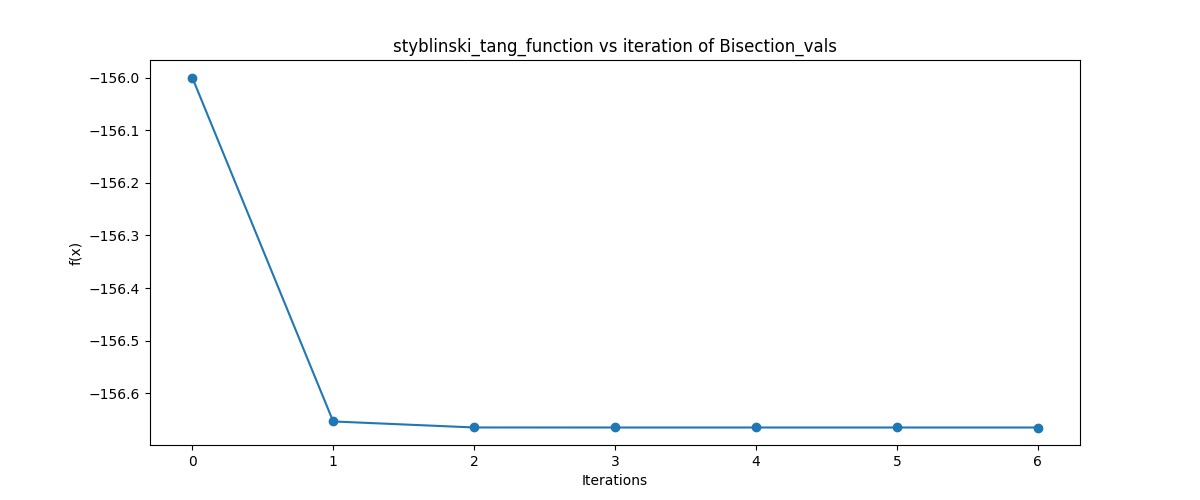 styblinski_tang_function vs iteration of Bisection_vals
−156.0
−156.1
−156.2
−156.3
−156.4
−156.5
−156.6
f(x)
0 1 2 3 4 5 6
Iterations